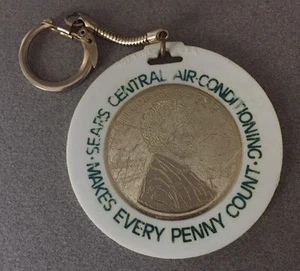 SEARS CENTRAL AIR-CONDITIONING
· MAKES EVERY PENNY COUNT ·